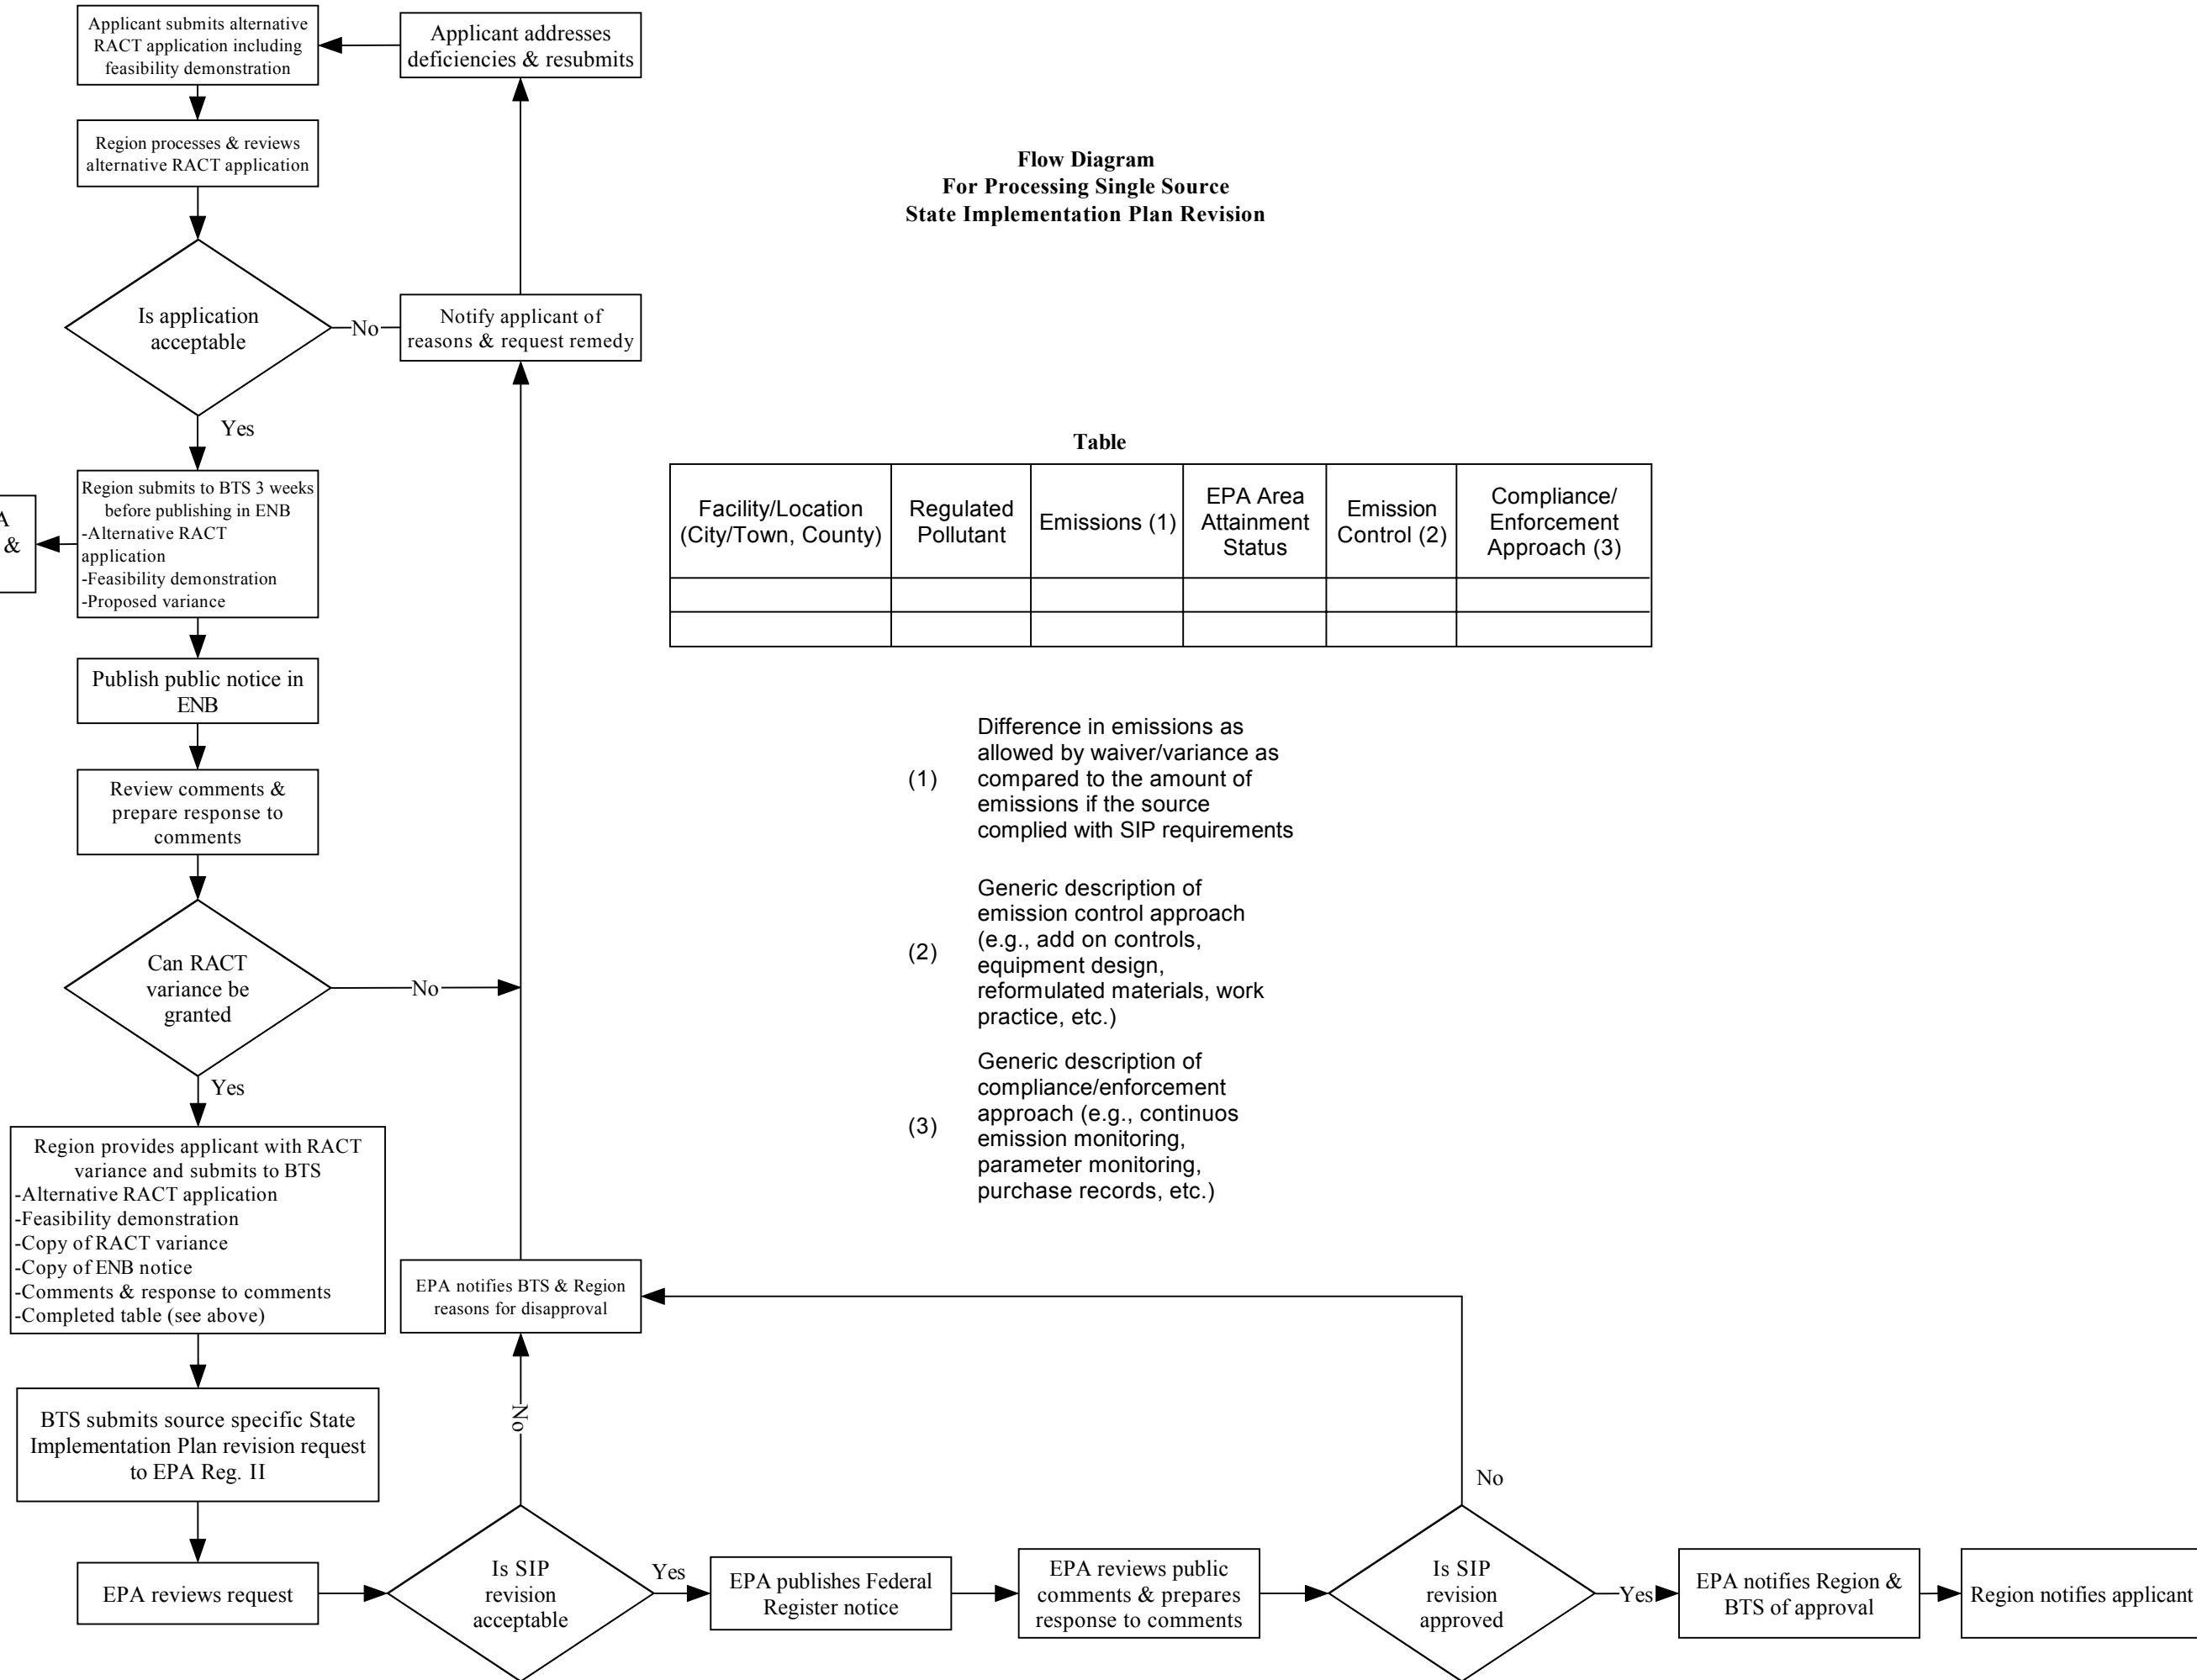 Applicant submits alternative
RACT application including
feasibility demonstration
Applicant addresses
deficiencies & resubmits
Region processes & reviews
alternative RACT application
Flow Diagram
For Processing Single Source
State Implementation Plan Revision
Is application
acceptable
No
Notify applicant of
reasons & request remedy
Yes
Region submits to BTS 3 weeks
before publishing in ENB
-Alternative RACT
application
-Feasibility demonstration
-Proposed variance
A
&
Table
Facility/Location
(City/Town, County)
Regulated
Pollutant
Emissions (1)
EPA Area
Attainment
Status
Emission
Control (2)
Compliance/
Enforcement
Approach (3)
Publish public notice in
ENB
Review comments &
prepare response to
comments
(1)
Difference in emissions as
allowed by waiver/variance as
compared to the amount of
emissions if the source
complied with SIP requirements
(2)
Generic description of
emission control approach
(e.g., add on controls,
equipment design,
reformulated materials, work
practice, etc.)
(3)
Generic description of
compliance/enforcement
approach (e.g., continuos
emission monitoring,
parameter monitoring,
purchase records, etc.)
Can RACT
variance be
granted
No
Yes
Region provides applicant with RACT
variance and submits to BTS
-Alternative RACT application
-Feasibility demonstration
-Copy of RACT variance
-Copy of ENB notice
-Comments & response to comments
-Completed table (see above)
EPA notifies BTS & Region
reasons for disapproval
No
BTS submits source specific State
Implementation Plan revision request
to EPA Reg. II
EPA reviews request
Is SIP
revision
acceptable
Yes
EPA publishes Federal
Register notice
EPA reviews public
comments & prepares
response to comments
No
Is SIP
revision
approved
Yes
EPA notifies Region &
BTS of approval
Region notifies applicant